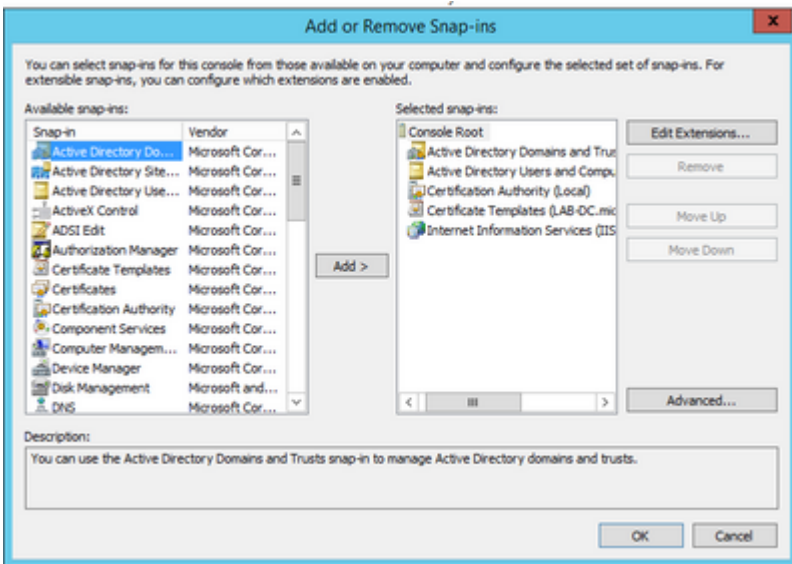 Add or Remove Snap-ins
x
You can select snap-ins for this console from those available on your computer and configure the selected set of snap-ins. For
extensible snap-ins, you can configure which extensions are enabled.
Available snap-ins:
Snap-in Vendor
Active Directory Do... Microsoft Cor...
Active Directory Site... Microsoft Cor...
Active Directory Use... Microsoft Cor...
ActiveX Control Microsoft Cor...
ADSI Edit Microsoft Cor...
Authorization Manager Microsoft Cor...
Certificate Templates Microsoft Cor...
Certificates Microsoft Cor...
Certification Authority Microsoft Cor...
Component Services Microsoft Cor...
Computer Managem... Microsoft Cor...
Device Manager Microsoft Cor...
Disk Management Microsoft and...
DNS Microsoft Cor...
Add >
Selected snap-ins:
Console Root
Active Directory Domains and Trus
Active Directory Users and Compu
Certification Authority (Local)
Certificate Templates (LAB-DC.mic
Internet Information Services (IIS
Edit Extensions...
Remove
Move Up
Move Down
Advanced...
Description:
You can use the Active Directory Domains and Trusts snap-in to manage Active Directory domains and trusts.
OK Cancel